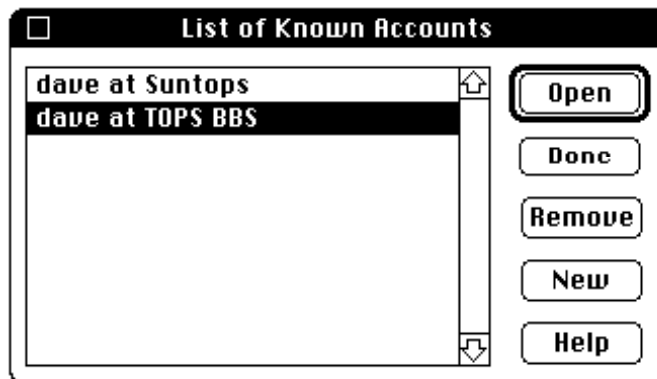 List of Known Accounts
dave at Suntops
dave at TOPS BBS
Open
Done
Remove
New
Help